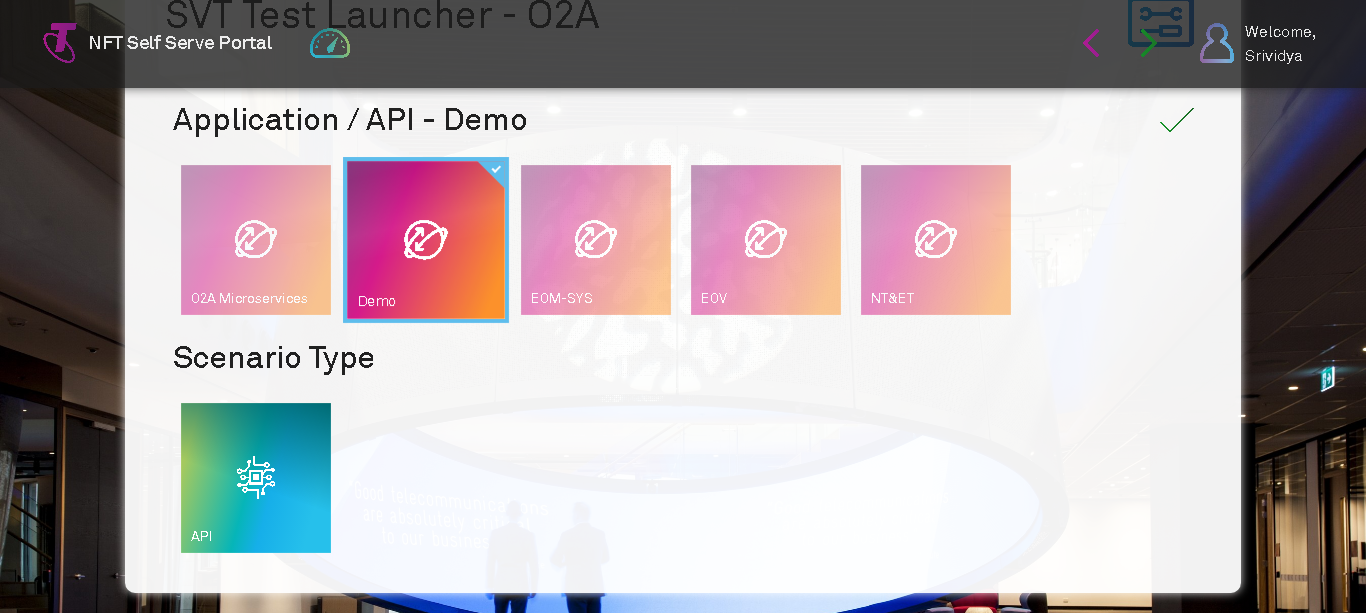 SVT Test Launcher - O2A
NFT Self Serve Portal
Welcome,
Srividya
Application / API - Demo
O2A Microservices
Demo
EOM-SYS
EOV
NT&ET
Scenario Type
API
"Good telecommunications
are absolutely
to our business